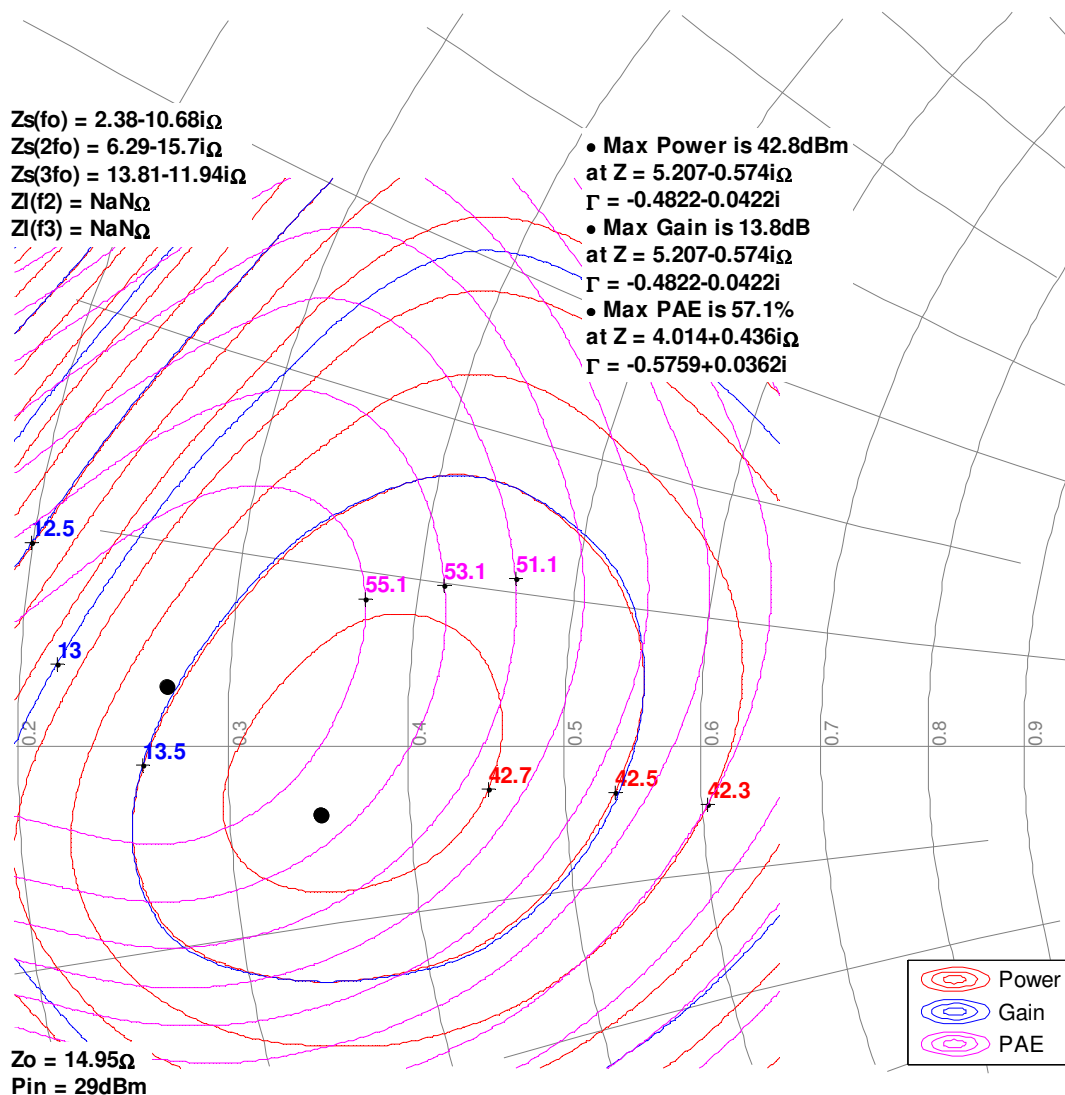 Zs(fo) = 2.38-10.68iΩ
Zs(2fo) = 6.29-15.7iΩ
Zs(3fo) = 13.81-11.94iΩ
Zl(f2) = NaNΩ
Zl(f3) = NaNΩ
• Max Power is 42.8dBm
at Z = 5.207-0.574iΩ
Γ = -0.4822-0.0422i
• Max Gain is 13.8dB
at Z = 5.207-0.574iΩ
Γ = -0.4822-0.0422i
• Max PAE is 57.1%
at Z = 4.014+0.436iΩ
Γ = -0.5759+0.0362i
12.5
55.1
53.1
51.1
13
0.2
0.3
0.4
0.5
0.6
0.7
0.8
0.9
13.5
42.7
42.5
42.3
Power
Gain
PAE
Zo = 14.95Ω
Pin = 29dBm